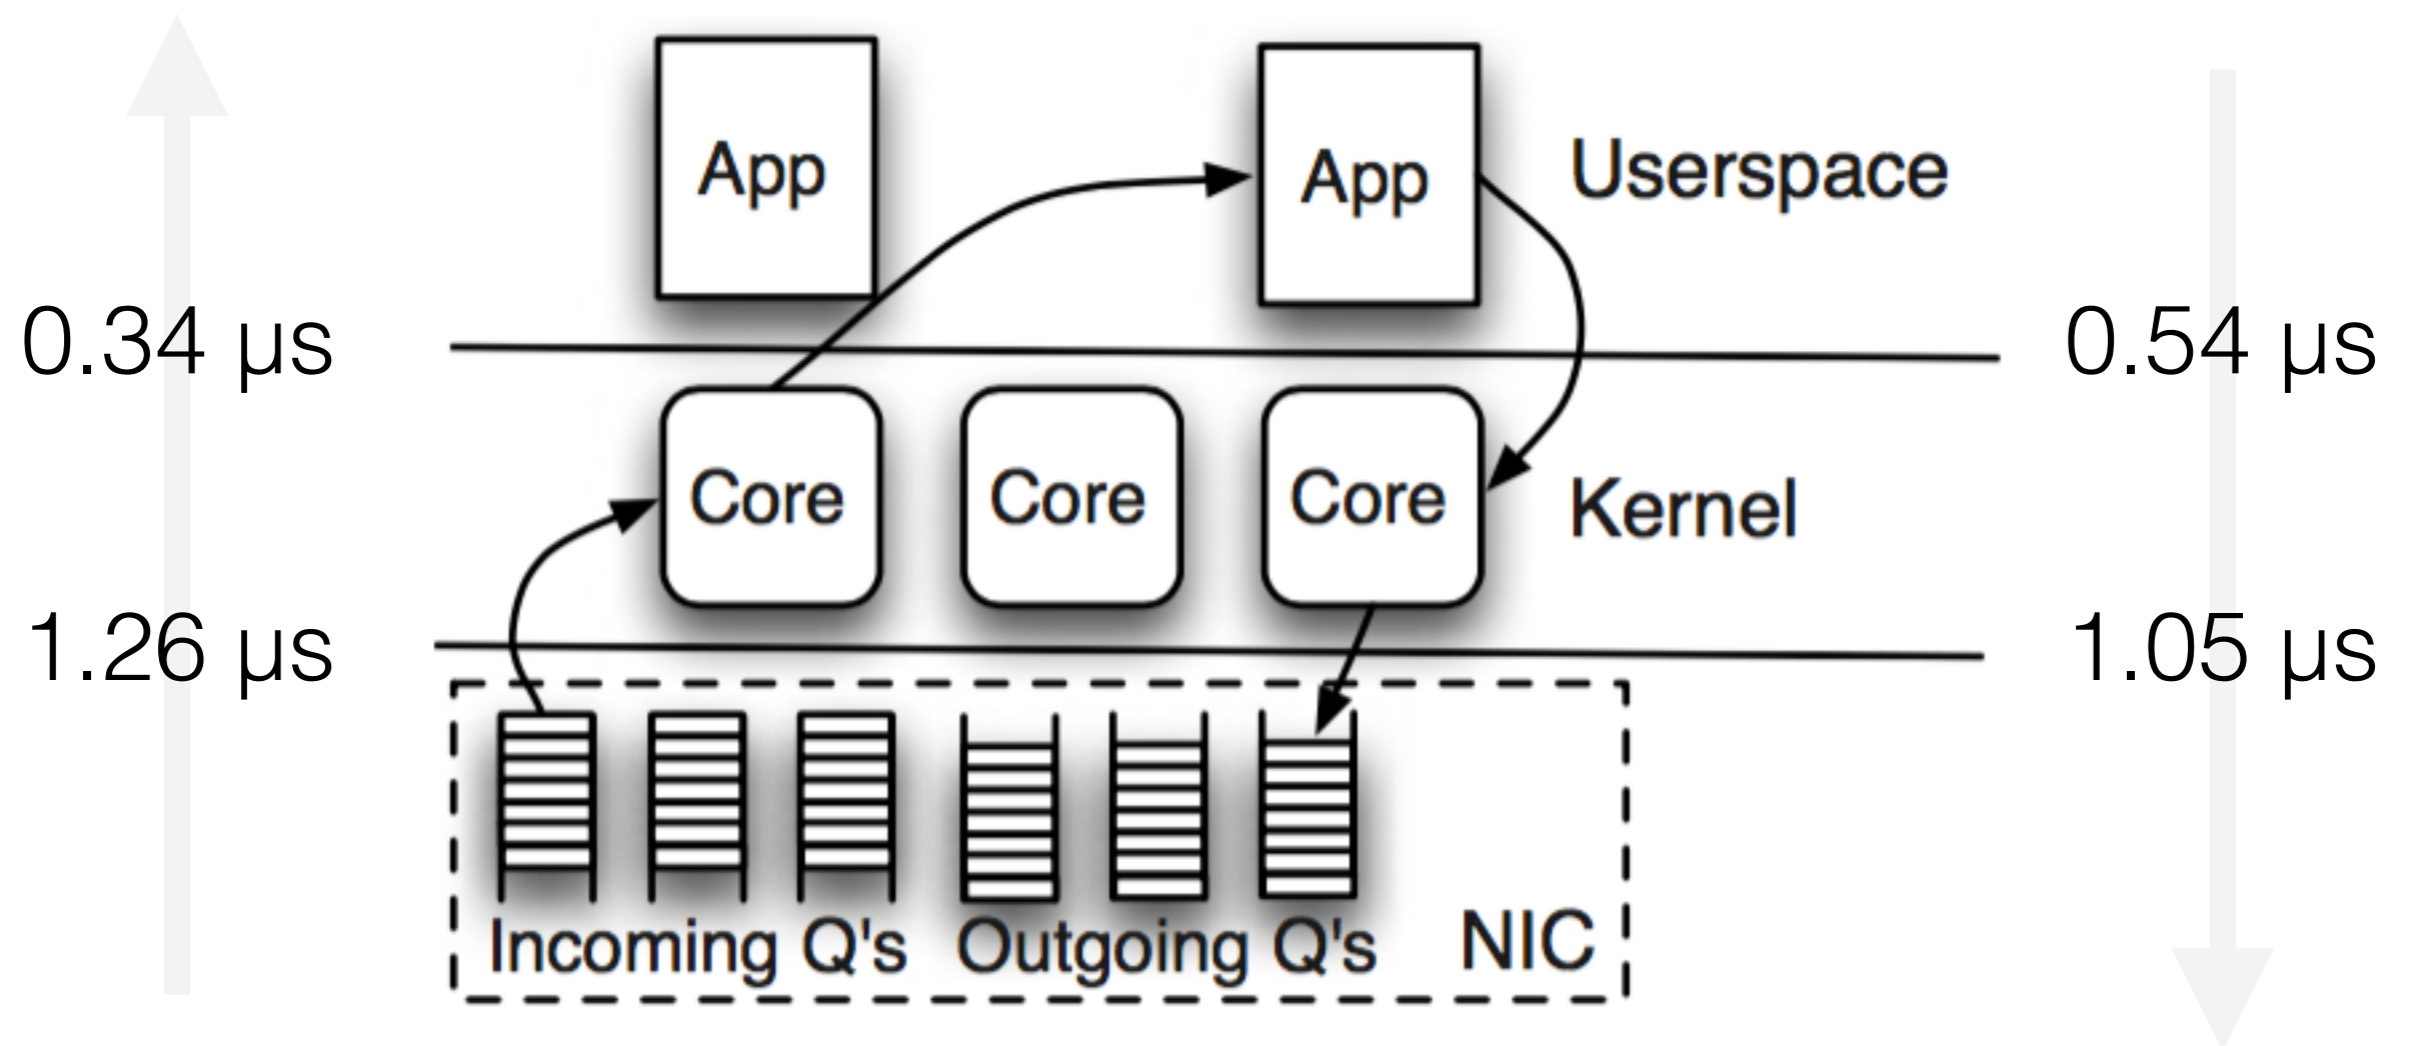 App
App
Userspace
0.34 µs
0.54 µs
Core
Core
Core
Kernel
1.26 µs
1.05 µs
Incoming Q's
Outgoing Q's
NIC